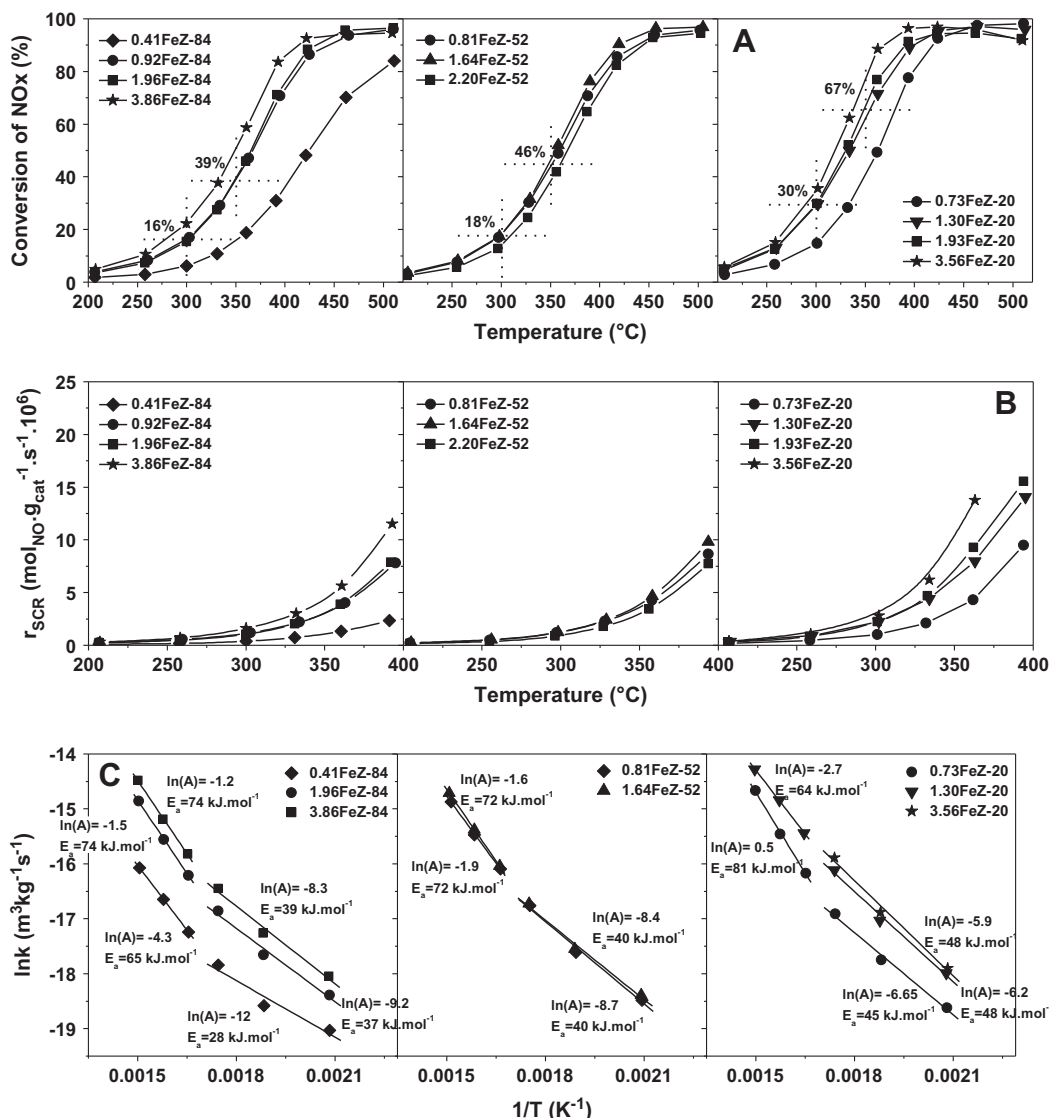 Conversion of NOx (%)
100
80
60
40
20
0
0.41FeZ-84
0.92FeZ-84
1.96FeZ-84
3.86FeZ-84
39%
16%
200 250 300 350 400 450 500
0.81FeZ-52
1.64FeZ-52
2.20FeZ-52
46%
18%
250 300 350 400 450 500
A
67%
30%
0.73FeZ-20
1.30FeZ-20
1.93FeZ-20
3.56FeZ-20
250 300 350 400 450 500
Temperature (°C)
Temperature (°C)
rSCR (molNO.gcat-1.s-1.106)
25
20
15
10
5
0
0.41FeZ-84
0.92FeZ-84
1.96FeZ-84
3.86FeZ-84
200 250 300 350 400
0.81FeZ-52
1.64FeZ-52
2.20FeZ-52
250 300 350 400
B
0.73FeZ-20
1.30FeZ-20
1.93FeZ-20
3.56FeZ-20
250 300 350 400
Temperature (°C)
Temperature (°C)
lnk (m3kg-1s-1)
-14
-15
-16
-17
-18
-19
C
ln(A)= -1.2
Ea=74 kJ.mol-1
0.41FeZ-84
1.96FeZ-84
3.86FeZ-84
ln(A)= -1.5
Ea=74 kJ.mol-1
ln(A)= -8.3
Ea=39 kJ.mol-1
ln(A)= -4.3
Ea=65 kJ.mol-1
ln(A)= -9.2
Ea=37 kJ.mol-1
ln(A)= -12
Ea=28 kJ.mol-1
0.0015 0.0018 0.0021
ln(A)= -1.6
Ea=72 kJ.mol-1
0.81FeZ-52
1.64FeZ-52
ln(A)= -1.9
Ea=72 kJ.mol-1
ln(A)= -8.4
Ea=40 kJ.mol-1
ln(A)= -8.7
Ea=40 kJ.mol-1
0.0015 0.0018 0.0021
ln(A)= -2.7
Ea=64 kJ.mol-1
0.73FeZ-20
1.30FeZ-20
3.56FeZ-20
ln(A)= 0.5
Ea=81 kJ.mol-1
ln(A)= -5.9
Ea=48 kJ.mol-1
ln(A)= -6.65
Ea=45 kJ.mol-1
ln(A)= -6.2
Ea=48 kJ.mol-1
0.0015 0.0018 0.0021
1/T (K-1)